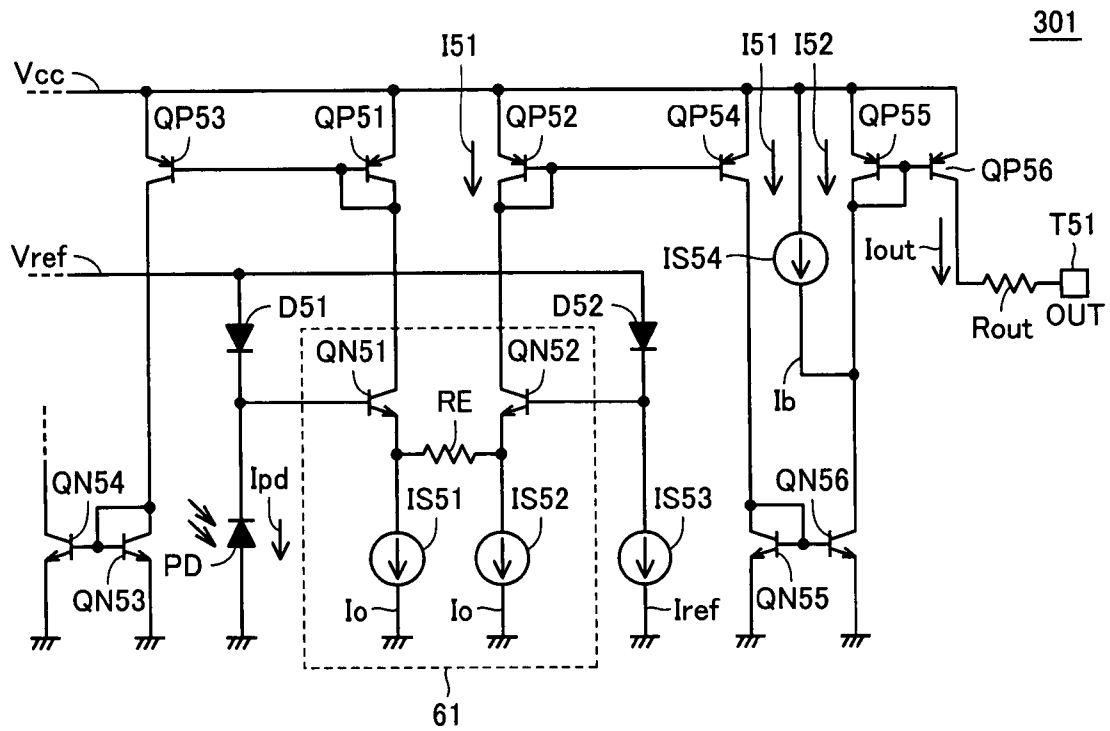 301
I51
I51 I52
Vcc
QP53
QP51
QP52
QP54
QP55
QP56
Vref
D51
D52
IS54
Iout
T51
OUT
Rout
QN51
QN52
RE
Ib
QN54
Ipd
IS51
IS52
IS53
QN56
PD
QN53
Io
Io
Iref
QN55
61